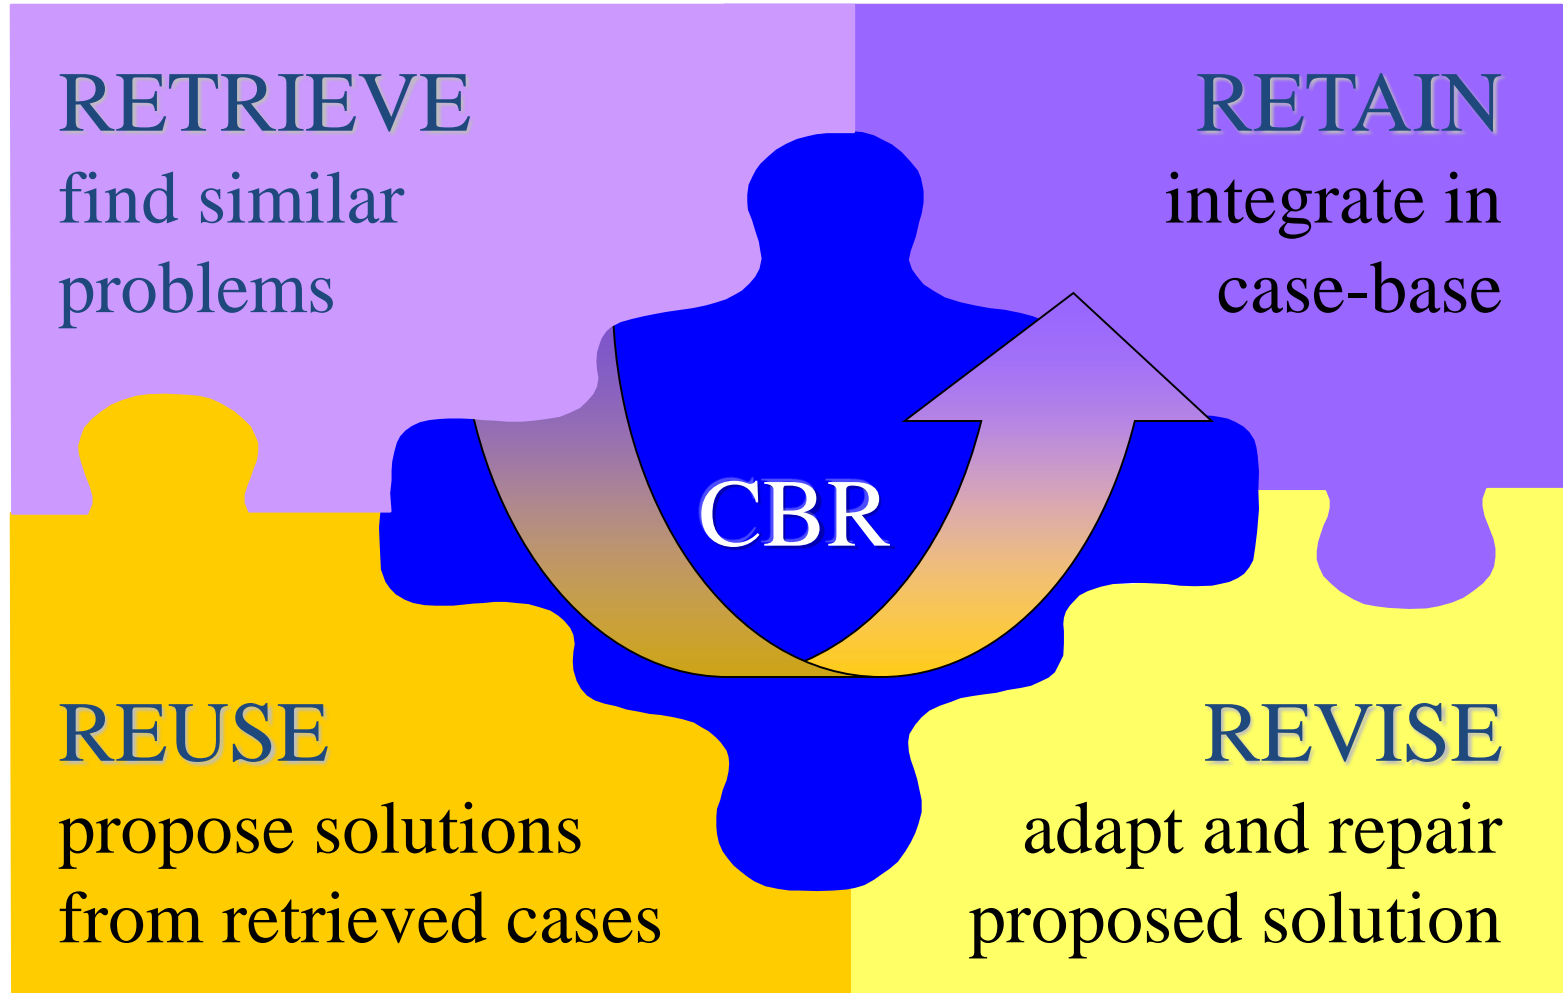 RETRIEVE
find similar
problems
RETAIN
integrate in
case-base
CBR
REUSE
propose solutions
from retrieved cases
REVISE
adapt and repair
proposed solution